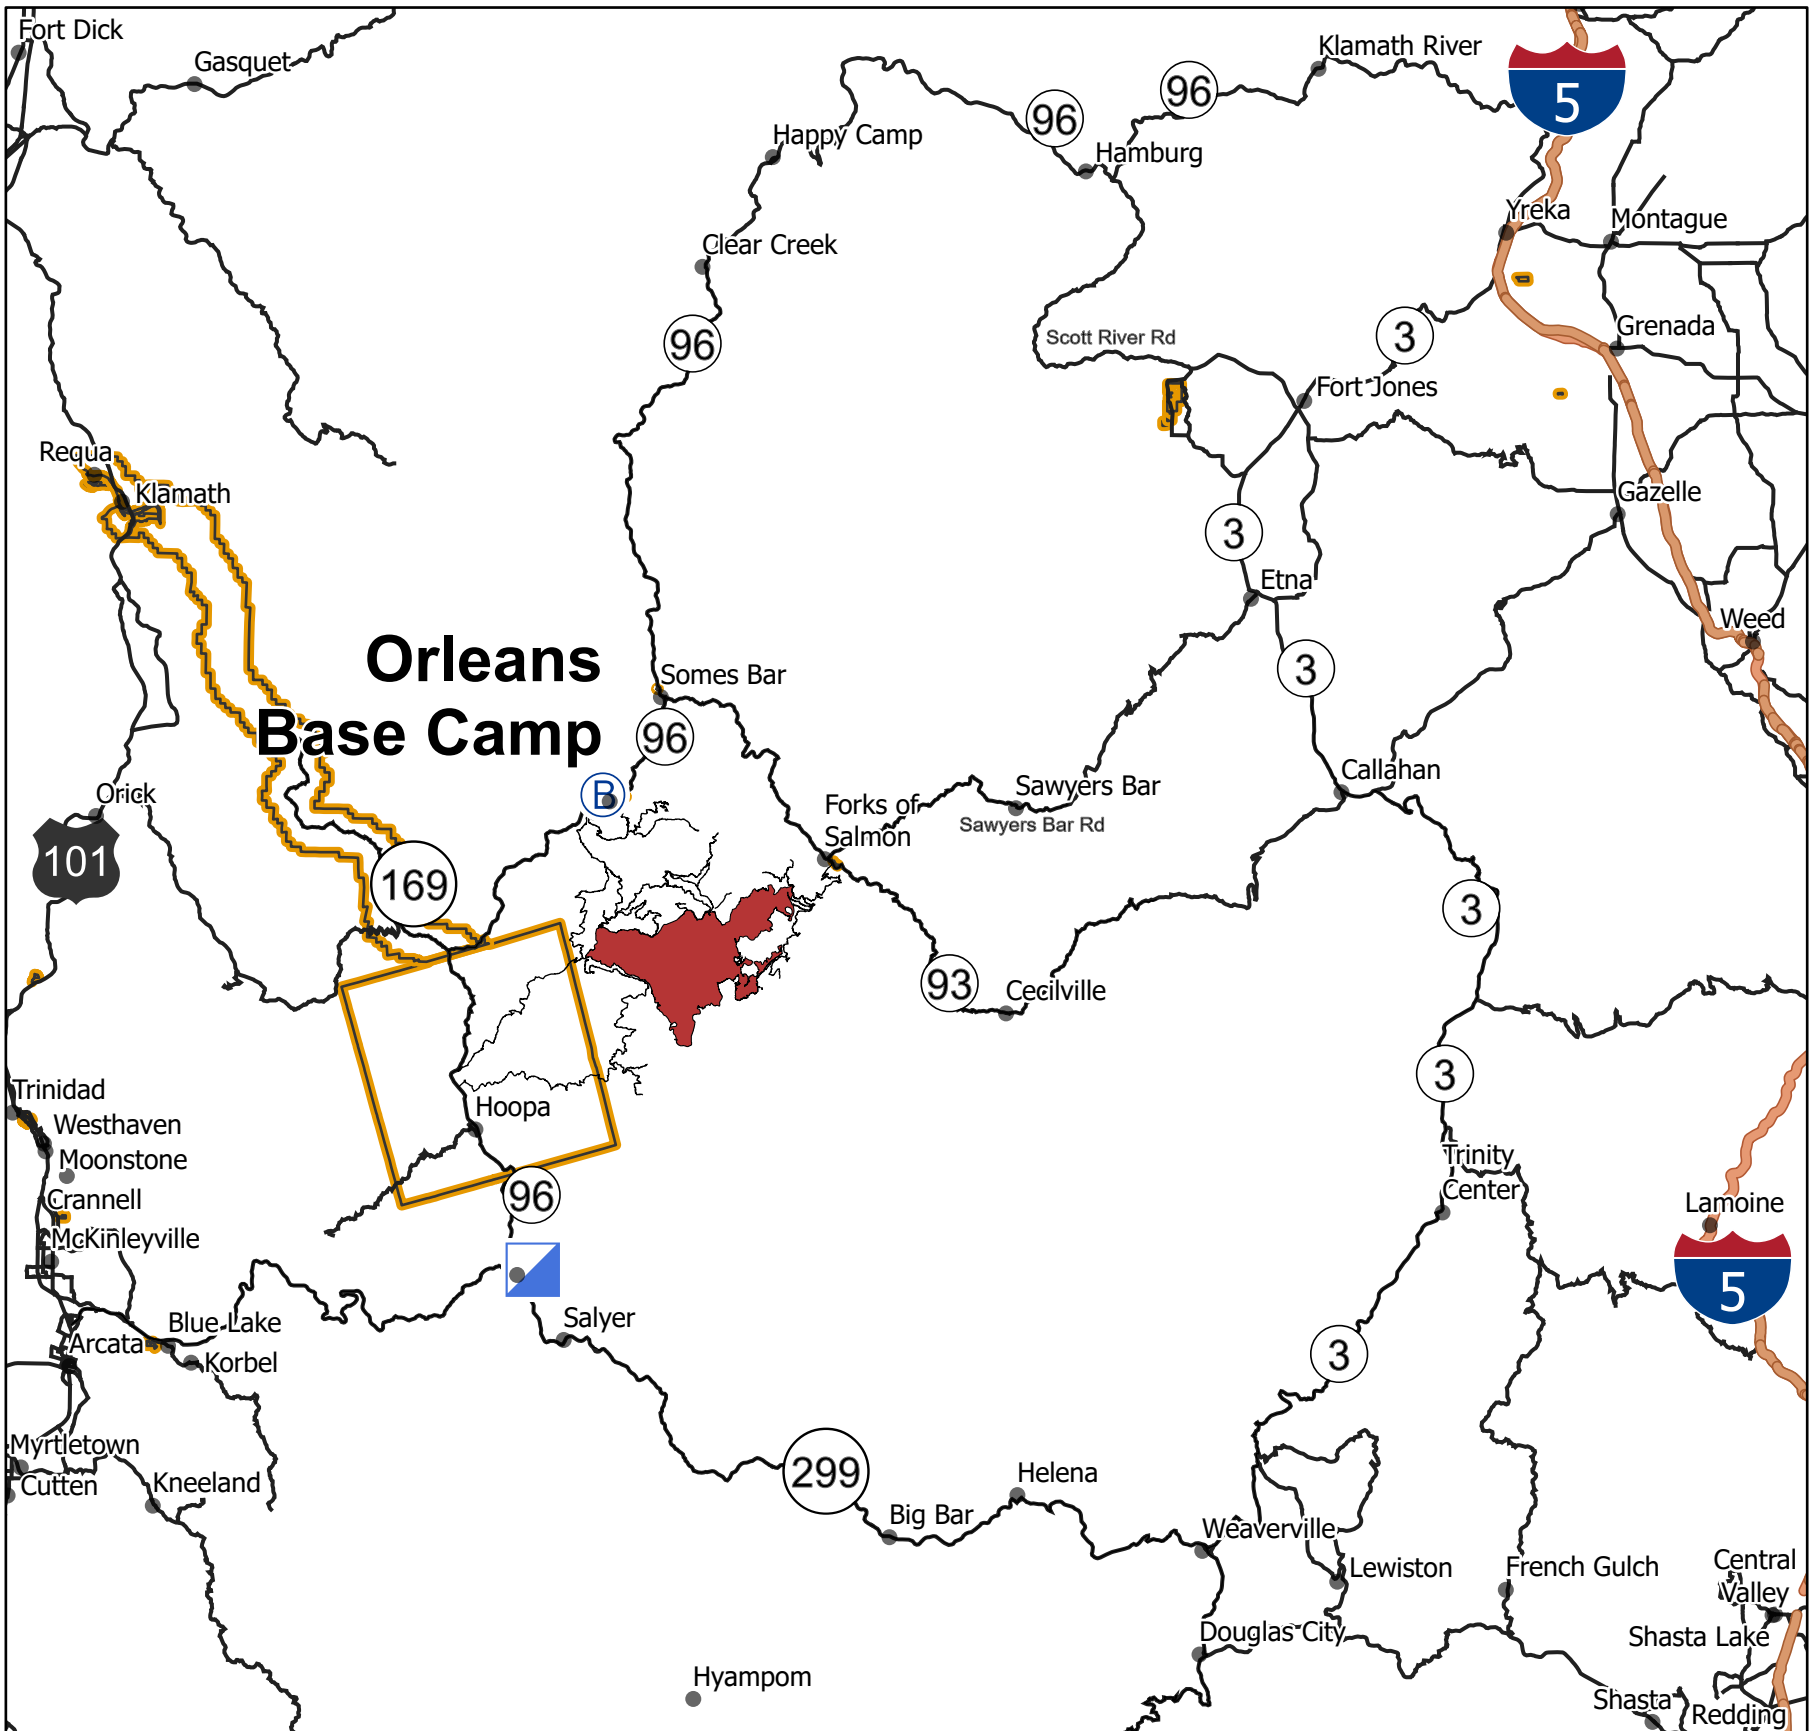 Fort Dick
Gasquet
Klamath River
5
96
96
Happy Camp
Hamburg
Yreka
Montague
Clear Creek
96
Scott River Rd
3
Grenada
Fort Jones
Requa
Klamath
Gazelle
3
Etna
Weed
Orleans
Base Camp
Somes Bar
3
96
Callahan
Orick
B
Sawyers Bar
Forks of
Salmon
Sawyers Bar Rd
101
169
3
93
Cecilville
3
Trinidad
Hoopa
Westhaven
Moonstone
Trinity
Center
Crannell
96
Lamoine
McKinleyville
5
Salyer
Blue Lake
Arcata
Korbel
3
Myrtletown
Cutten
Kneeland
299
Helena
Big Bar
Weaverville
Lewiston
French Gulch
Central
Valley
Douglas City
Shasta Lake
Hyampom
Shasta
Redding